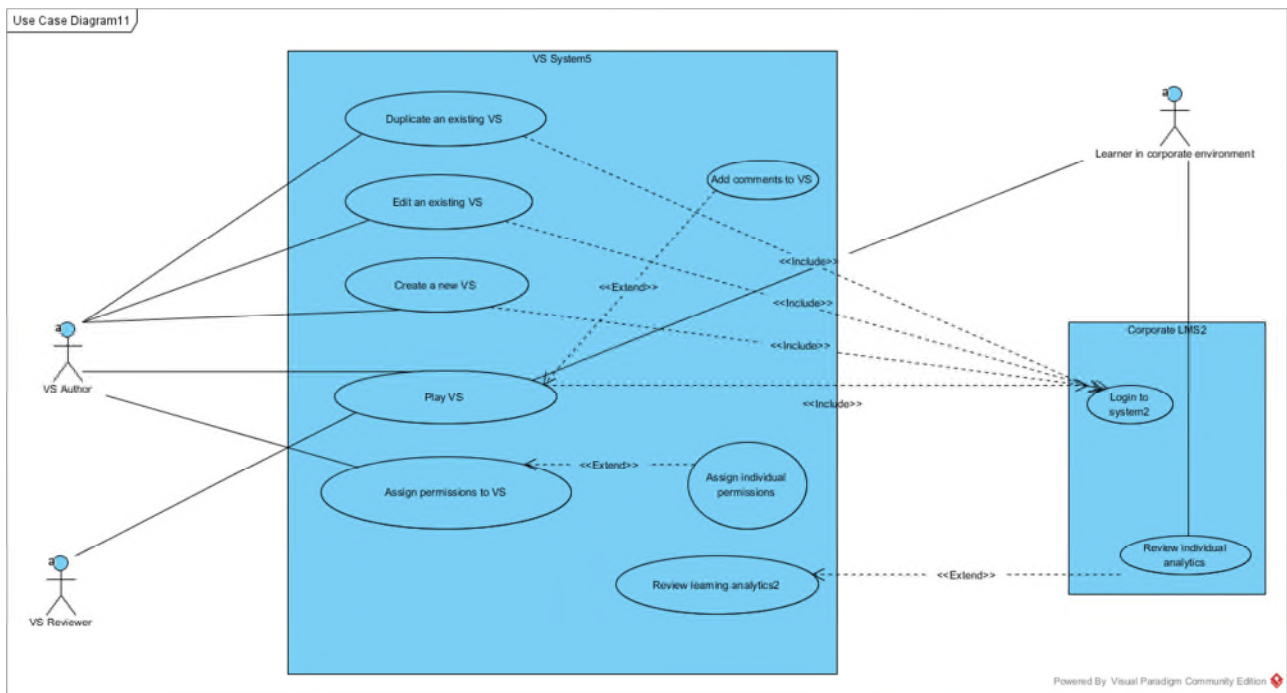 Use Case Diagram11
VS System5
Duplicate an existing VS
Learner in corporate environment
Add comments to VS
Edit an existing VS
<<Include>>
Create a new VS
<<Extend>>
<<Include>>
Corporate LMS2
<<Include>>
VS Author
Play VS
Login to
system2
<<Include>>
<<Extend>>
Assign individual
permissions
Assign permissions to VS
Review individual
analytics
<<Extend>>
Review learning analytics2
VS Reviewer
Powered By Visual Paradigm Community Edition